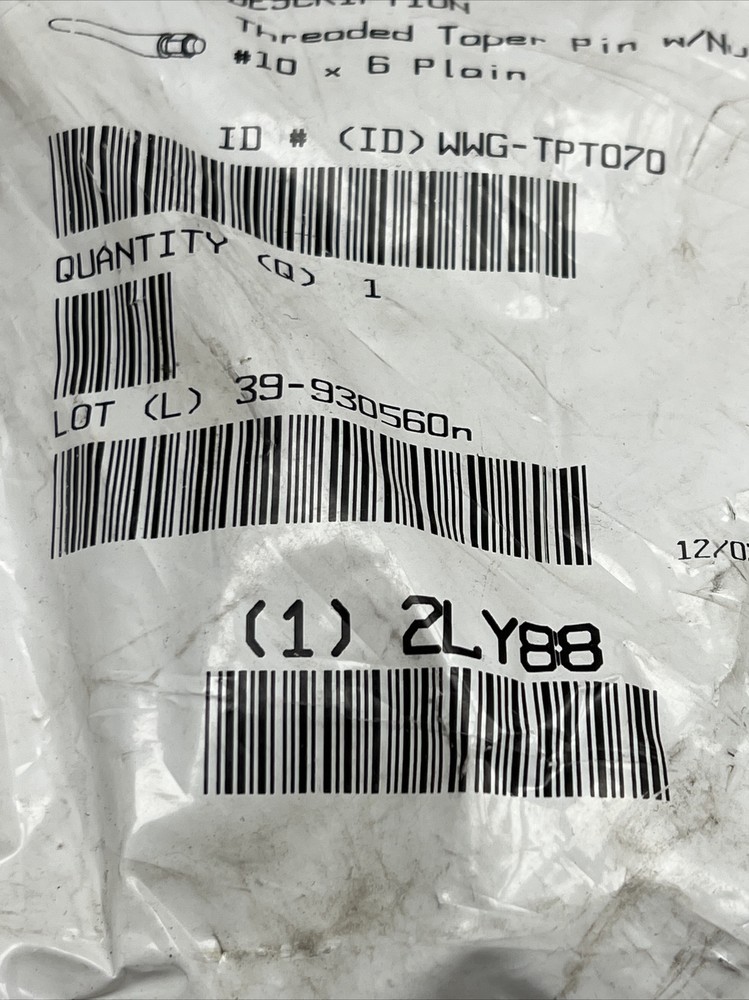 DESCRIPTION
Threaded Taper Pin w/Nu
#10 x 6 Plain
ID # (ID) WWG-TPT070
QUANTITY (Q) 1
LOT (L) 39-930560n
12/0
(1) 2LY88